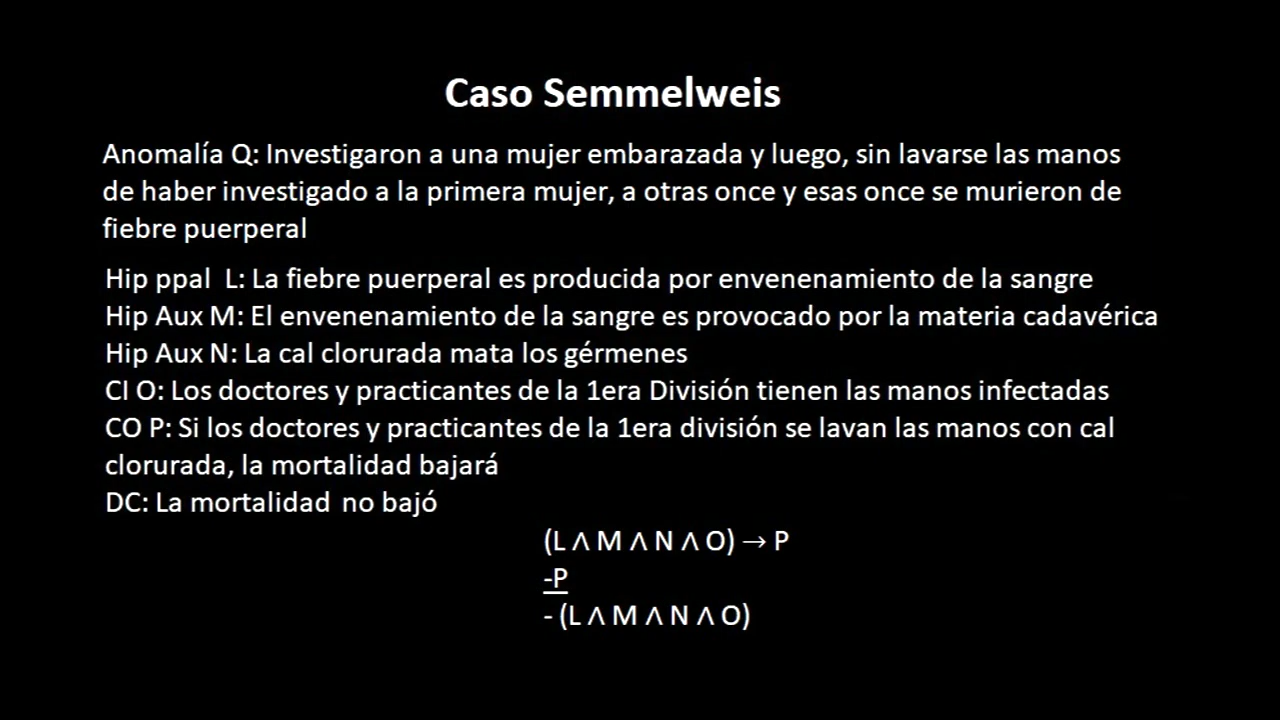 Caso Semmelweis
Anomalía Q: Investigaron a una mujer embarazada y luego, sin lavarse las manos
de haber investigado a la primera mujer, a otras once y esas once se murieron de
fiebre puerperal
Hip ppal L: La fiebre puerperal es producida por envenenamiento de la sangre
Hip Aux M: El envenenamiento de la sangre es provocado por la materia cadavérica
Hip Aux N: La cal clorurada mata los gérmenes
CI O: Los doctores y practicantes de la 1era División tienen las manos infectadas
CO P: Si los doctores y practicantes de la 1era división se lavan las manos con cal
clorurada, la mortalidad bajará
DC: La mortalidad no bajó
(L ∧ M ∧ N ∧ O) → P
-P
- (L ∧ M ∧ N ∧ O)